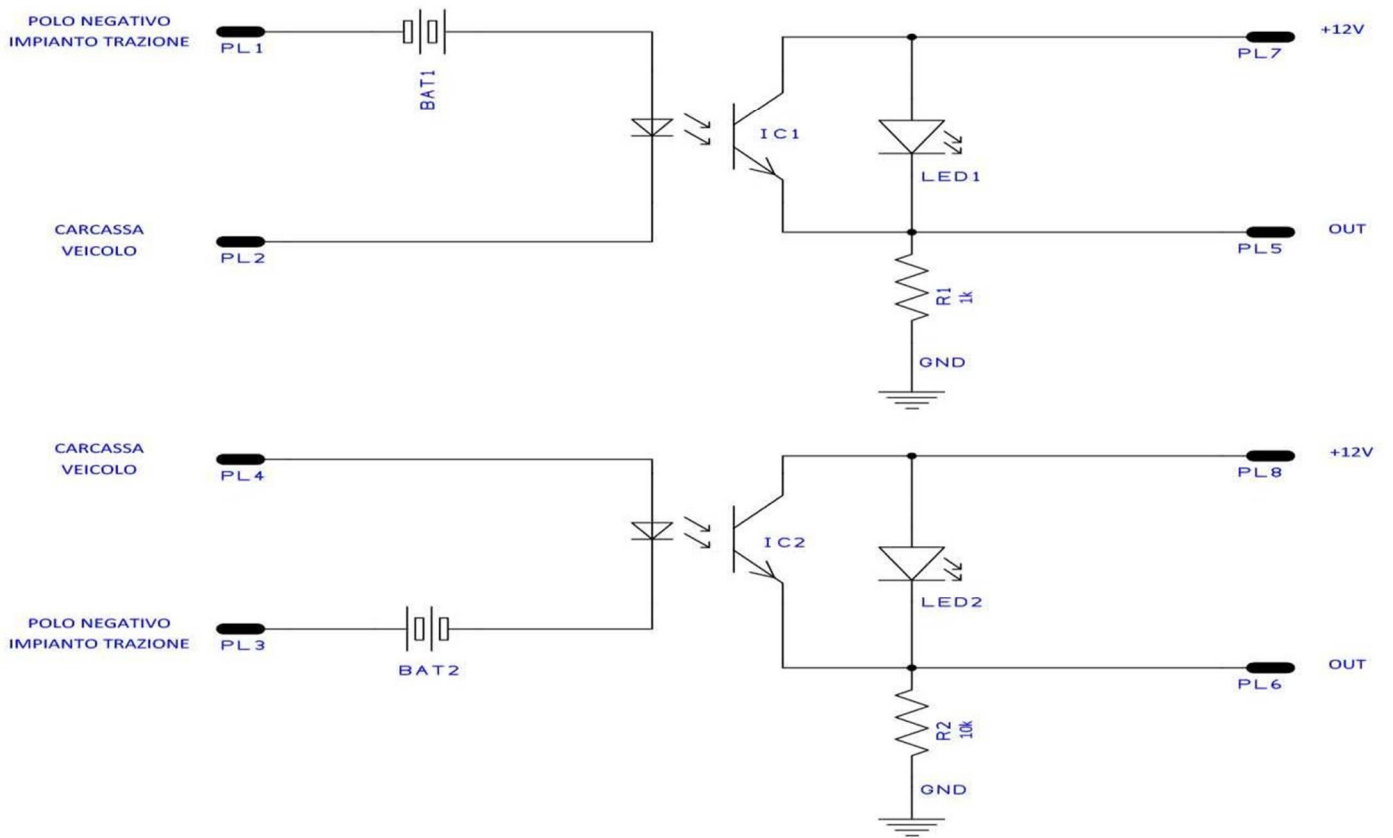 POLO NEGATIVO
IMPIANTO TRAZIONE
PL1
BAT1
+12V
PL7
IC1
LED1
CARCASSA
VEICOLO
PL2
OUT
PL5
R1
1k
GND
CARCASSA
VEICOLO
PL4
+12V
PL8
IC2
LED2
POLO NEGATIVO
IMPIANTO TRAZIONE
PL3
BAT2
OUT
PL6
R2
10k
GND